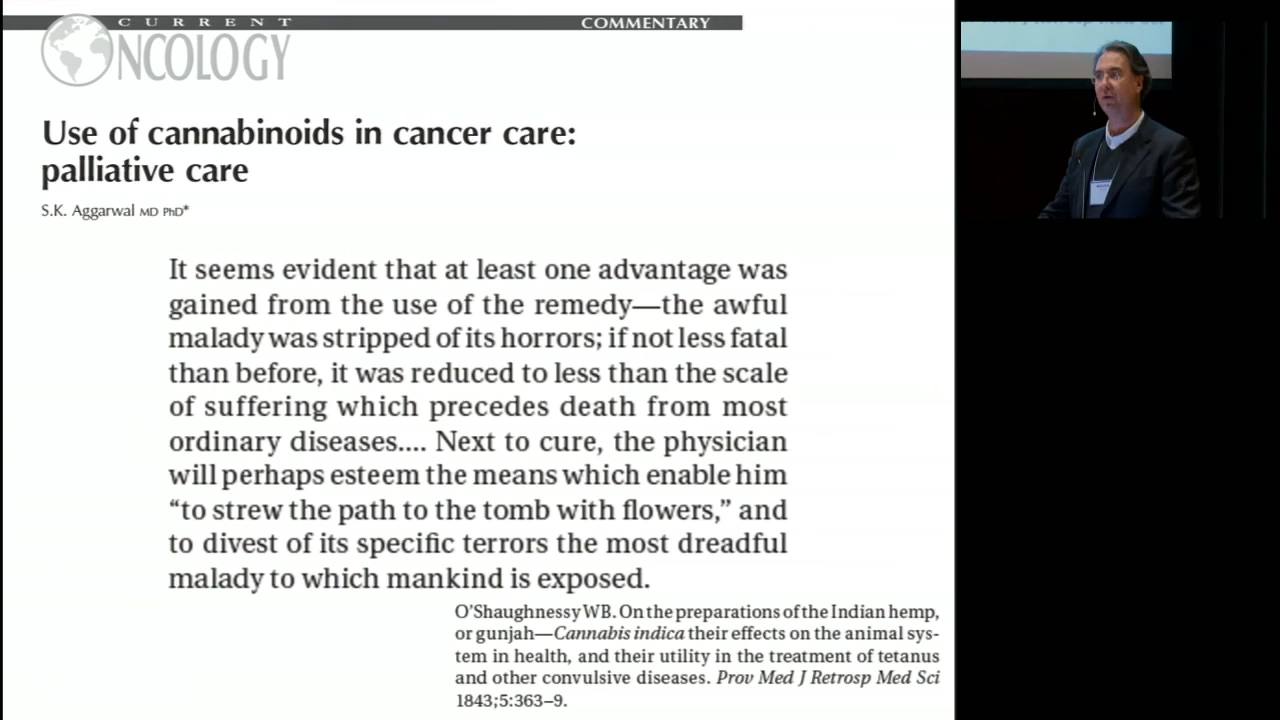 CURRENT
COMMENTARY
NCOLOGY
Use of cannabinoids in cancer care:
palliative care
S.K. Aggarwal MD PhD*
It seems evident that at least one advantage was
gained from the use of the remedy—the awful
malady was stripped of its horrors; if not less fatal
than before, it was reduced to less than the scale
of suffering which precedes death from most
ordinary diseases.... Next to cure, the physician
will perhaps esteem the means which enable him
“to strew the path to the tomb with flowers,” and
to divest of its specific terrors the most dreadful
malady to which mankind is exposed.
O’Shaughnessy WB. On the preparations of the Indian hemp,
or gunjah—Cannabis indica their effects on the animal sys-
tem in health, and their utility in the treatment of tetanus
and other convulsive diseases. Prov Med J Retrosp Med Sci
1843;5:363–9.